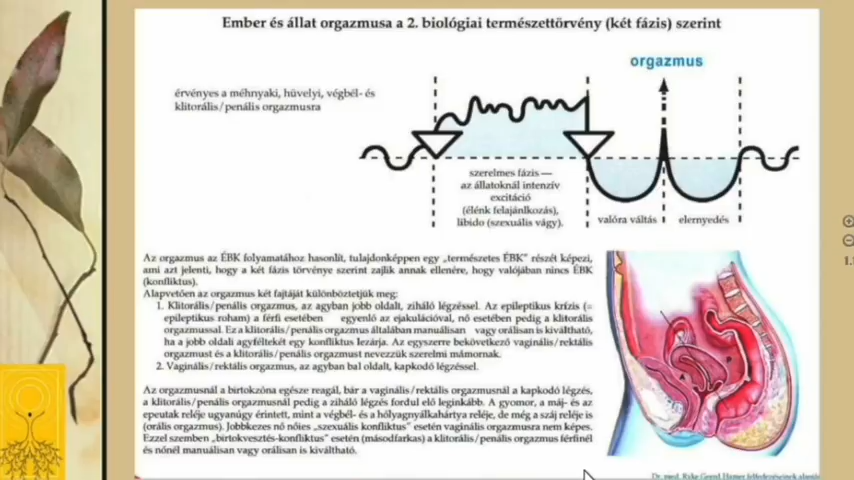 Ember és állat orgazmusa a 2. biológiai természettörvény (két fázis) szerint
orgazmus
érvényes a méhnyaki, hüvelyi, végbél- és
klitorális/penális orgazmusra
szerelmes fázis —
az állatoknál intenzív
excitáció
(élénk felajánlkozás),
libido (szexuális vágy).
valóra váltás
elernyedés
Az orgazmus az ÉBK folyamatához hasonlít, tulajdonképpen egy „természetes ÉBK" részét képezi,
ami azt jelenti, hogy a két fázis törvénye szerint zajlik annak ellenére, hogy valójában nincs ÉBK
(konfliktus).
Alapvetően az orgazmus két fajtáját különböztetjük meg:
1. Klitorális/penális orgazmus, az agyban jobb oldalt, ziháló légzéssel. Az epileptikus krízis (=
epileptikus roham) a férfi esetében egyenlő az ejakulációval, nő esetében pedig a klitorális
orgazmussal. Ez a klitorális/penális orgazmus általában manuálisan vagy orálisan is kiváltható,
ha a jobb oldali agyféltekét egy konfliktus lezárja. Az egyszerre bekövetkező vaginális/rektális
orgazmust és a klitorális/penális orgazmust nevezzük szerelmi mámornak.
2. Vaginális/rektális orgazmus, az agyban bal oldalt, kapkodó légzéssel.
Az orgazmusnál a birtokzóna egésze reagál, bár a vaginális/rektális orgazmusnál a kapkodó légzés,
a klitorális/penális orgazmusnál pedig a ziháló légzés fordul elő leginkább. A gyomor, a máj- és az
epeutak reléje ugyanúgy érintett, mint a végbél- és a hólyagnyálkahártya reléje, de még a száj reléje is
(orális orgazmus). Jobbkezes nő nőies „szexuális konfliktus" esetén vaginális orgazmusra nem képes.
Ezzel szemben „birtokvesztés-konfliktus" esetén (másodfarkas) a klitorális/penális orgazmus férfinél
és nőnél manuálisan vagy orálisan is kiváltható.
Dr. med. Ryke Geerd Hamer felfedezéseinek alapján